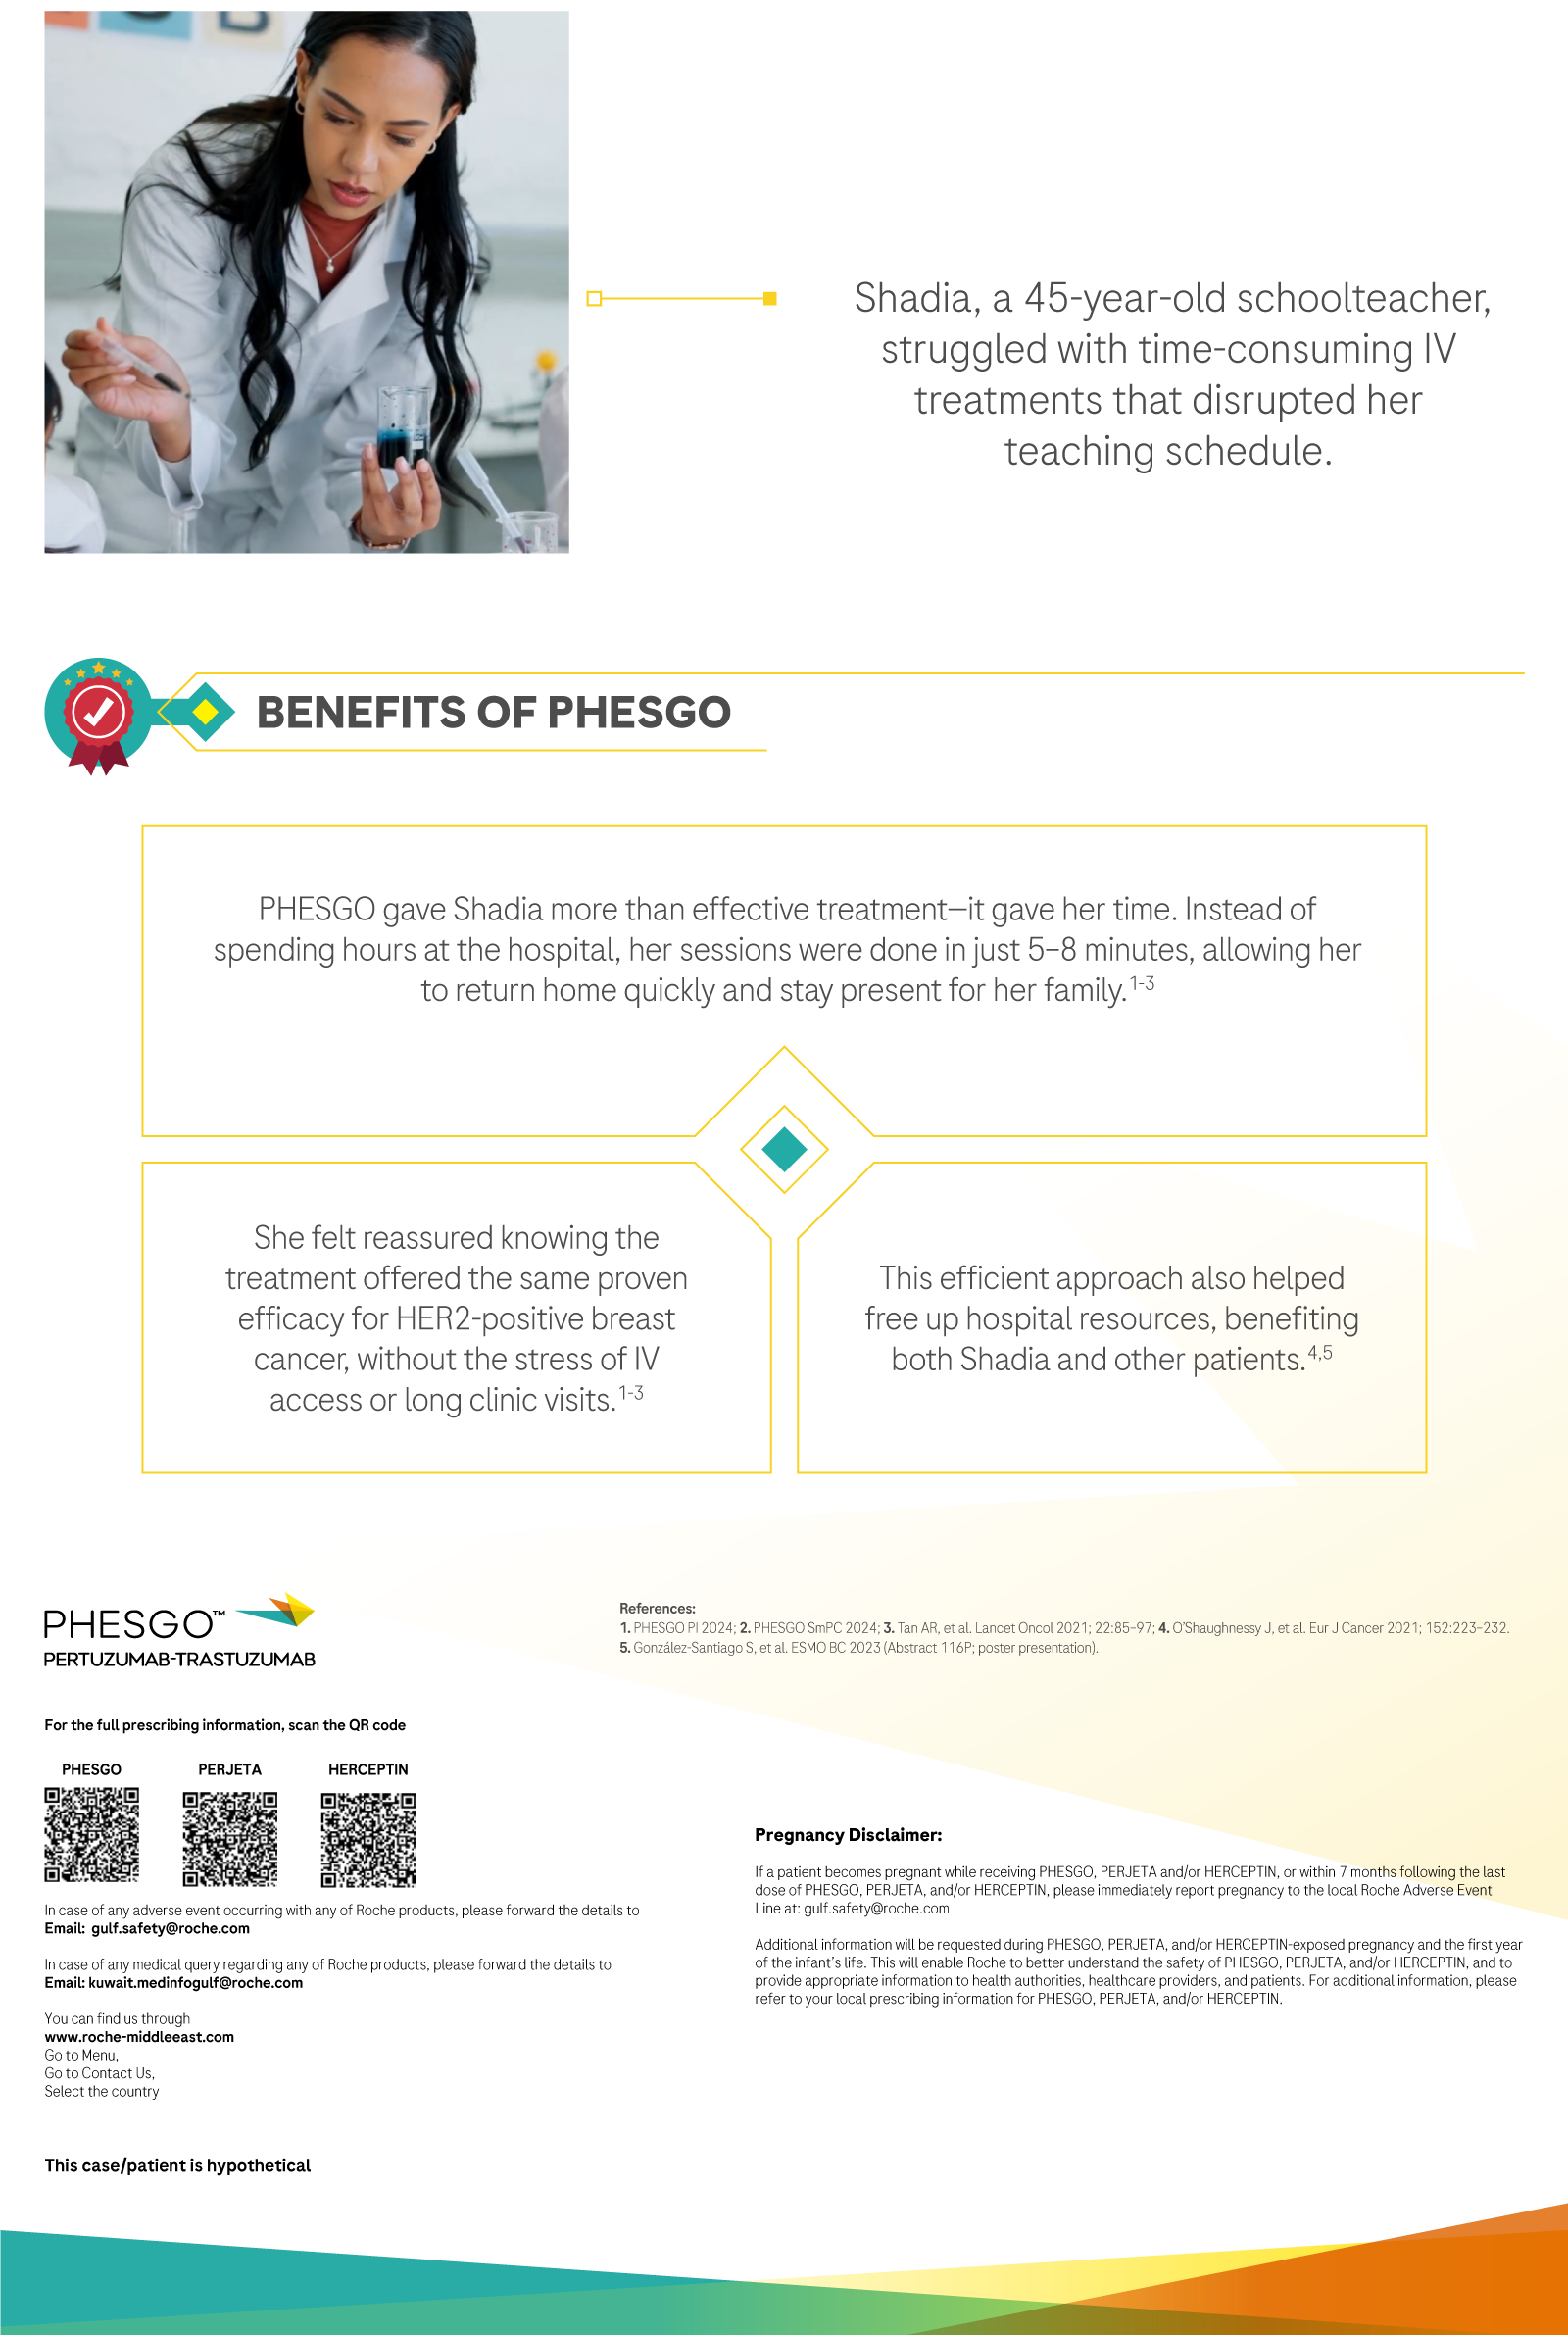 Shadia, a 45-year-old schoolteacher,
struggled with time-consuming IV
treatments that disrupted her
teaching schedule.
BENEFITS OF PHESGO
PHESGO gave Shadia more than effective treatment—it gave her time. Instead of
spending hours at the hospital, her sessions were done in just 5–8 minutes, allowing her
to return home quickly and stay present for her family.1-3
She felt reassured knowing the
treatment offered the same proven
efficacy for HER2-positive breast
cancer, without the stress of IV
access or long clinic visits.1-3
This efficient approach also helped
free up hospital resources, benefiting
both Shadia and other patients.4,5
PHESGO™
PERTUZUMAB-TRASTUZUMAB
References:
1. PHESGO PI 2024; 2. PHESGO SmPC 2024; 3. Tan AR, et al. Lancet Oncol 2021; 22:85–97; 4. O'Shaughnessy J, et al. Eur J Cancer 2021; 152:223–232.
5. González-Santiago S, et al. ESMO BC 2023 (Abstract 116P; poster presentation).
For the full prescribing information, scan the QR code
PHESGO PERJETA HERCEPTIN
In case of any adverse event occurring with any of Roche products, please forward the details to
Email: gulf.safety@roche.com
In case of any medical query regarding any of Roche products, please forward the details to
Email: kuwait.medinfogulf@roche.com
You can find us through
www.roche-middleeast.com
Go to Menu,
Go to Contact Us,
Select the country
Pregnancy Disclaimer:
If a patient becomes pregnant while receiving PHESGO, PERJETA and/or HERCEPTIN, or within 7 months following the last
dose of PHESGO, PERJETA, and/or HERCEPTIN, please immediately report pregnancy to the local Roche Adverse Event
Line at: gulf.safety@roche.com
Additional information will be requested during PHESGO, PERJETA, and/or HERCEPTIN-exposed pregnancy and the first year
of the infant's life. This will enable Roche to better understand the safety of PHESGO, PERJETA, and/or HERCEPTIN, and to
provide appropriate information to health authorities, healthcare providers, and patients. For additional information, please
refer to your local prescribing information for PHESGO, PERJETA, and/or HERCEPTIN.
This case/patient is hypothetical